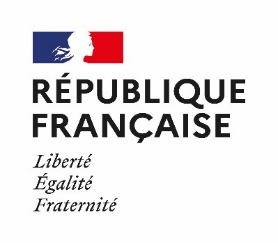 RÉPUBLIQUE
FRANÇAISE
Liberté
Égalité
Fraternité